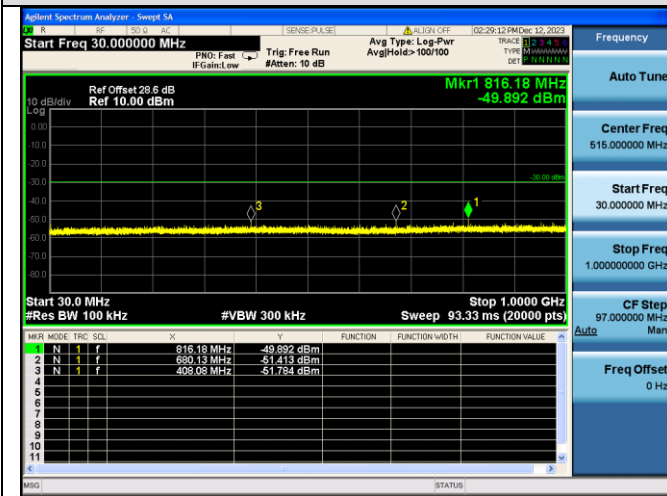 Agilent Spectrum Analyzer - Swept SA
R RF 50 Ω AC SENSE:PULSE ALIGN OFF 02:29:12 PM Dec 12, 2023
Start Freq 30.000000 MHz
PNO: Fast
IFGain:Low
Trig: Free Run
#Atten: 10 dB
Avg Type: Log-Pwr
Avg|Hold:> 100/100
TRACE 1 2 3 4 5 6
TYPE
DET P N N N N N
Frequency
Auto Tune
Center Freq
515.000000 MHz
Start Freq
30.000000 MHz
Stop Freq
1.000000000 GHz
CF Step
97.000000 MHz
Auto Man
Freq Offset
0 Hz
Mkr1 816.18 MHz
-49.892 dBm
Ref Offset 28.6 dB
10 dB/div Ref 10.00 dBm
Log
0.00
-10.0
-20.0
-30.0
-40.0
-50.0
-60.0
-70.0
-80.0
-30.00 dBm
3
2
1
Start 30.0 MHz Stop 1.0000 GHz
#Res BW 100 kHz #VBW 300 kHz Sweep 93.33 ms (20000 pts)
MKR MODE TRC SCL X Y FUNCTION FUNCTION WIDTH FUNCTION VALUE
1 N 1 f 816.18 MHz -49.892 dBm
2 N 1 f 680.13 MHz -51.413 dBm
3 N 1 f 408.08 MHz -51.784 dBm
4
5
6
7
8
9
10
11
MSG STATUS